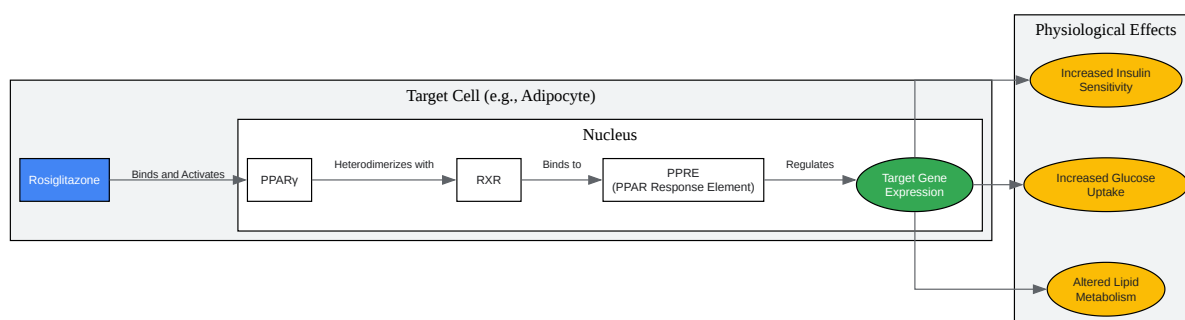 Physiological Effects
Increased Insulin
Sensitivity
Target Cell (e.g., Adipocyte)
Nucleus
Rosiglitazone
Binds and Activates
PPARγ
Heterodimerizes with
RXR
Binds to
PPRE
(PPAR Response Element)
Regulates
Target Gene
Expression
Increased Glucose
Uptake
Altered Lipid
Metabolism